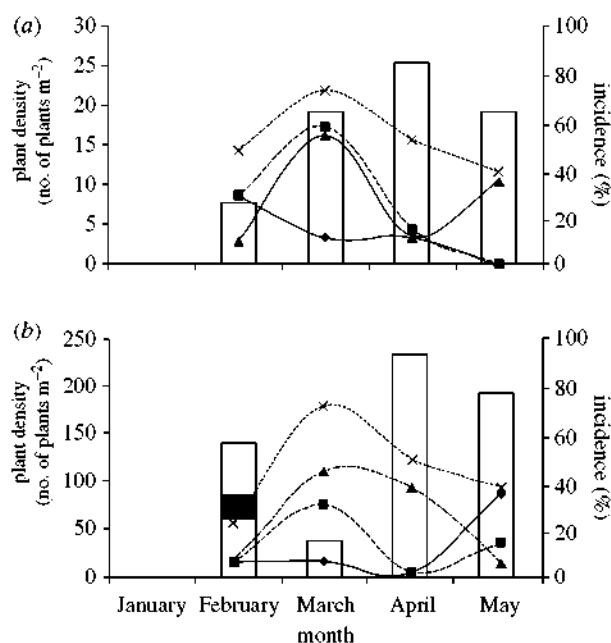 (a)
30
25
20
15
10
5
0
plant density
(no. of plants m−2)
100
80
60
40
20
0
incidence (%)
(b)
250
200
150
100
50
0
plant density
(no. of plants m−2)
100
80
60
40
20
0
incidence (%)
January February March April May
month